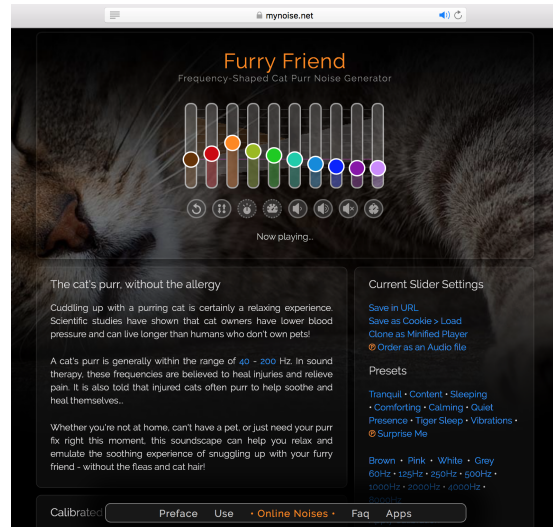 mynoise.net
Furry Friend
Frequency-Shaped Cat Purr Noise Generator
Now playing...
The cat's purr, without the allergy
Cuddling up with a purring cat is certainly a relaxing experience.
Scientific studies have shown that cat owners have lower blood
pressure and can live longer than humans who don't own pets!
A cat's purr is generally within the range of 40 - 200 Hz. In sound
therapy, these frequencies are believed to heal injuries and relieve
pain. It is also told that injured cats often purr to help soothe and
heal themselves...
Whether you're not at home, can't have a pet, or just need your purr
fix right this moment, this soundscape can help you relax and
emulate the soothing experience of snuggling up with your furry
friend - without the fleas and cat hair!
Current Slider Settings
Save in URL
Save as Cookie > Load
Clone as Minified Player
℗ Order as an Audio file
Presets
Tranquil • Content • Sleeping
• Comforting • Calming • Quiet
Presence • Tiger Sleep • Vibrations •
℗ Surprise Me
Brown • Pink • White • Grey
60Hz • 125Hz • 250Hz • 500Hz •
1000Hz • 2000Hz • 4000Hz •
8000Hz
Calibrated
Preface Use • Online Noises • Faq Apps